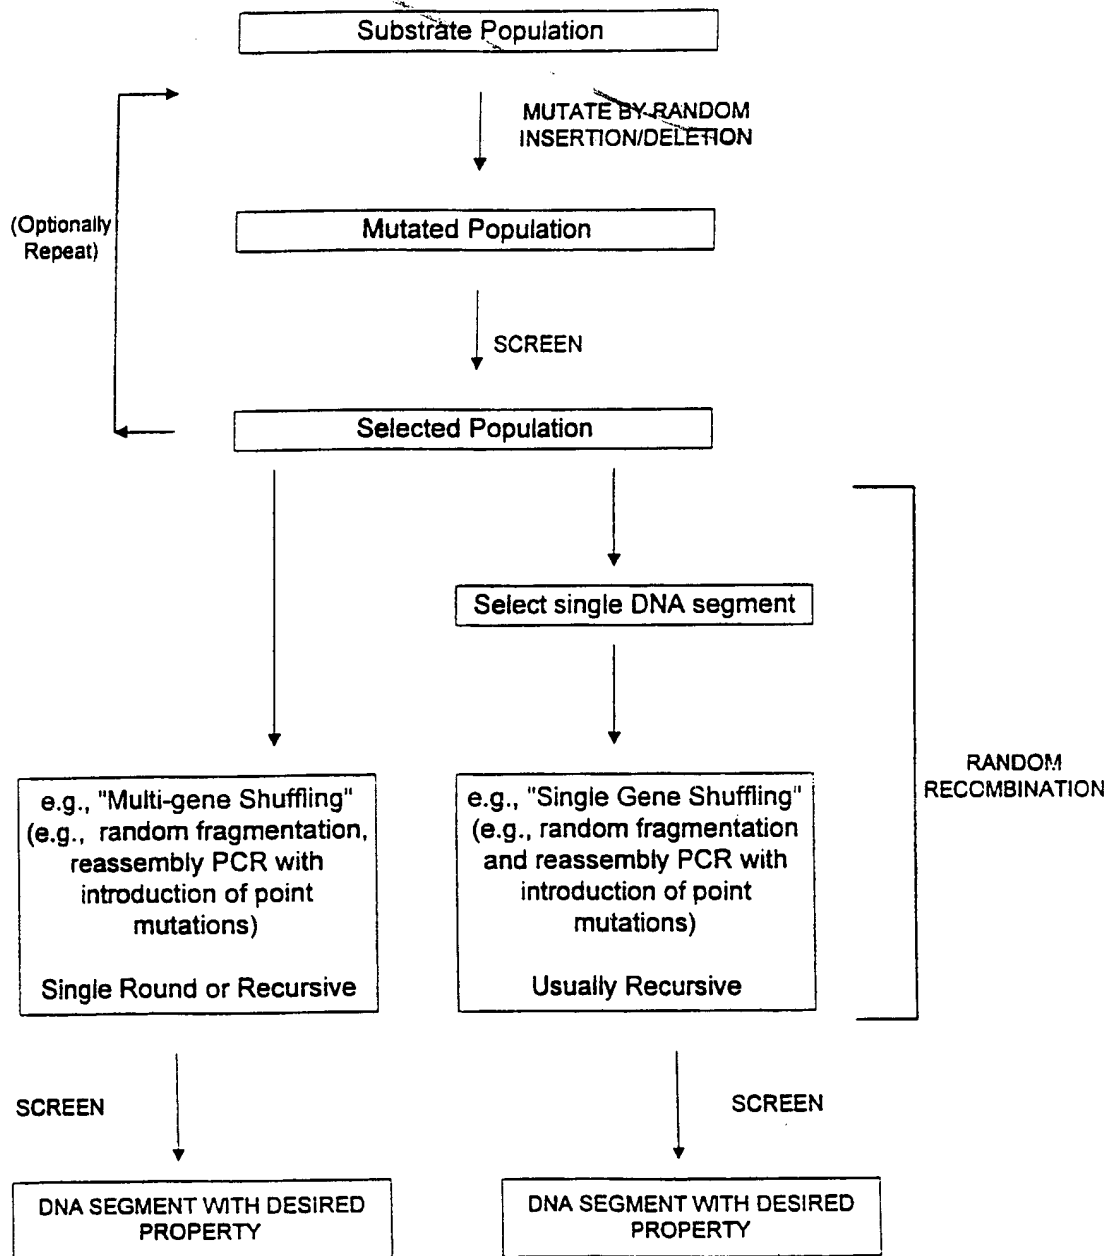 Substrate Population
MUTATE BY RANDOM
INSERTION/DELETION
(Optionally
Repeat)
Mutated Population
SCREEN
Selected Population
Select single DNA segment
RANDOM
RECOMBINATION
e.g., "Multi-gene Shuffling"
(e.g., random fragmentation,
reassembly PCR with
introduction of point
mutations)
Single Round or Recursive
e.g., "Single Gene Shuffling"
(e.g., random fragmentation
and reassembly PCR with
introduction of point
mutations)
Usually Recursive
SCREEN
SCREEN
DNA SEGMENT WITH DESIRED
PROPERTY
DNA SEGMENT WITH DESIRED
PROPERTY